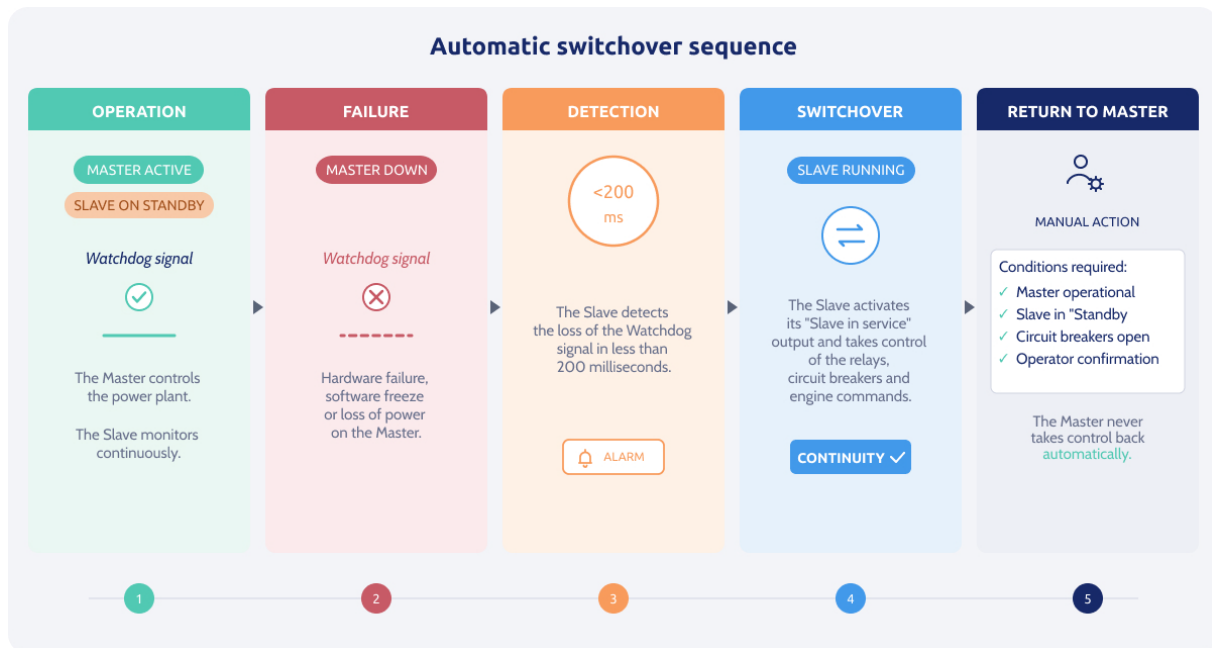 Automatic switchover sequence
OPERATION
MASTER ACTIVE
SLAVE ON STANDBY
Watchdog signal
The Master controls
the power plant.
The Slave monitors
continuously.
FAILURE
MASTER DOWN
Watchdog signal
Hardware failure,
software freeze
or loss of power
on the Master.
DETECTION
<200
ms
The Slave detects
the loss of the Watchdog
signal in less than
200 milliseconds.
ALARM
SWITCHOVER
SLAVE RUNNING
The Slave activates
its "Slave in service"
output and takes control
of the relays,
circuit breakers and
engine commands.
CONTINUITY ✓
RETURN TO MASTER
MANUAL ACTION
Conditions required:
✓ Master operational
✓ Slave in "Standby
✓ Circuit breakers open
✓ Operator confirmation
The Master never
takes control back
automatically.
1
2
3
4
5